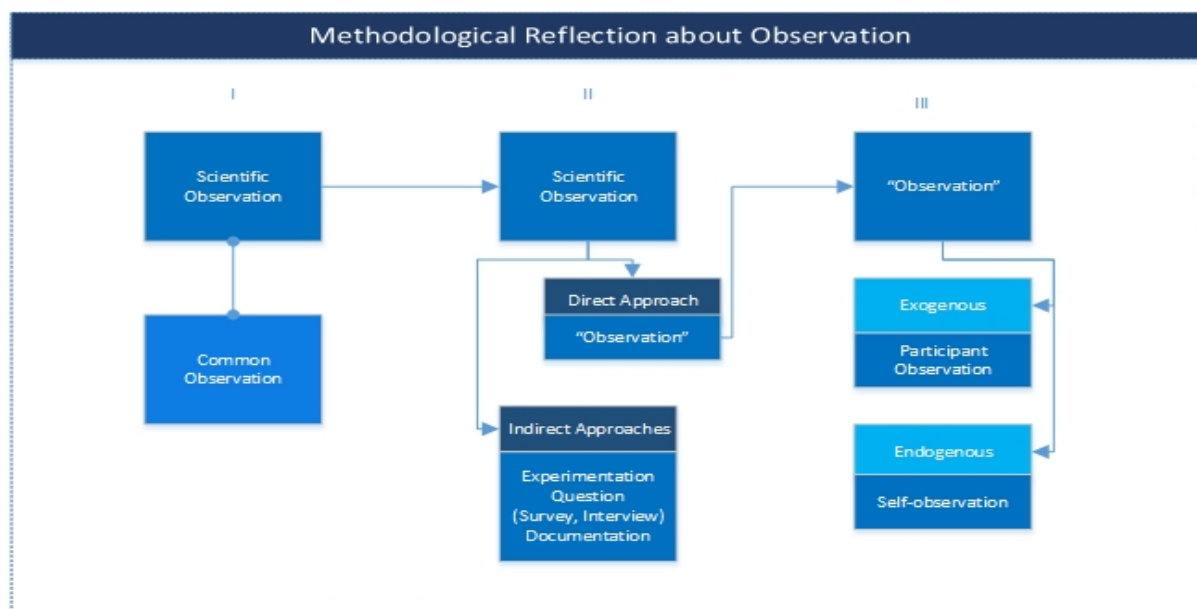 Methodological Reflection about Observation
I
II
III
Scientific
Observation
Scientific
Observation
“Observation”
Direct Approach
“Observation”
Exogenous
Participant
Observation
Common
Observation
Indirect Approaches
Experimentation
Question
(Survey, Interview)
Documentation
Endogenous
Self-observation